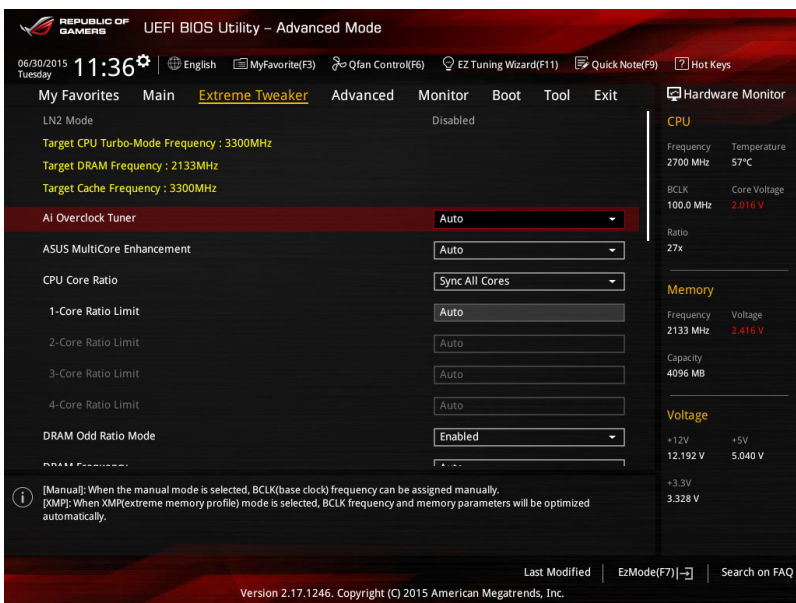 REPUBLIC OF
GAMERS
UEFI BIOS Utility – Advanced Mode
06/30/2015
Tuesday
11:36
English
MyFavorite(F3)
Qfan Control(F6)
EZ Tuning Wizard(F11)
Quick Note(F9)
? Hot Keys
My Favorites Main Extreme Tweaker Advanced Monitor Boot Tool Exit
LN2 Mode Disabled
Target CPU Turbo-Mode Frequency : 3300MHz
Target DRAM Frequency : 2133MHz
Target Cache Frequency : 3300MHz
Ai Overclock Tuner Auto
ASUS MultiCore Enhancement Auto
CPU Core Ratio Sync All Cores
1-Core Ratio Limit Auto
2-Core Ratio Limit Auto
3-Core Ratio Limit Auto
4-Core Ratio Limit Auto
DRAM Odd Ratio Mode Enabled
DRAM Frequency Auto
[Manual]: When the manual mode is selected, BCLK(base clock) frequency can be assigned manually.
[XMP]: When XMP(extreme memory profile) mode is selected, BCLK frequency and memory parameters will be optimized
automatically.
Hardware Monitor
CPU
Frequency Temperature
2700 MHz 57°C
BCLK Core Voltage
100.0 MHz 2.016 V
Ratio
27x
Memory
Frequency Voltage
2133 MHz 2.416 V
Capacity
4096 MB
Voltage
+12V +5V
12.192 V 5.040 V
+3.3V
3.328 V
Last Modified
EzMode(F7)
Search on FAQ
Version 2.17.1246. Copyright (C) 2015 American Megatrends, Inc.